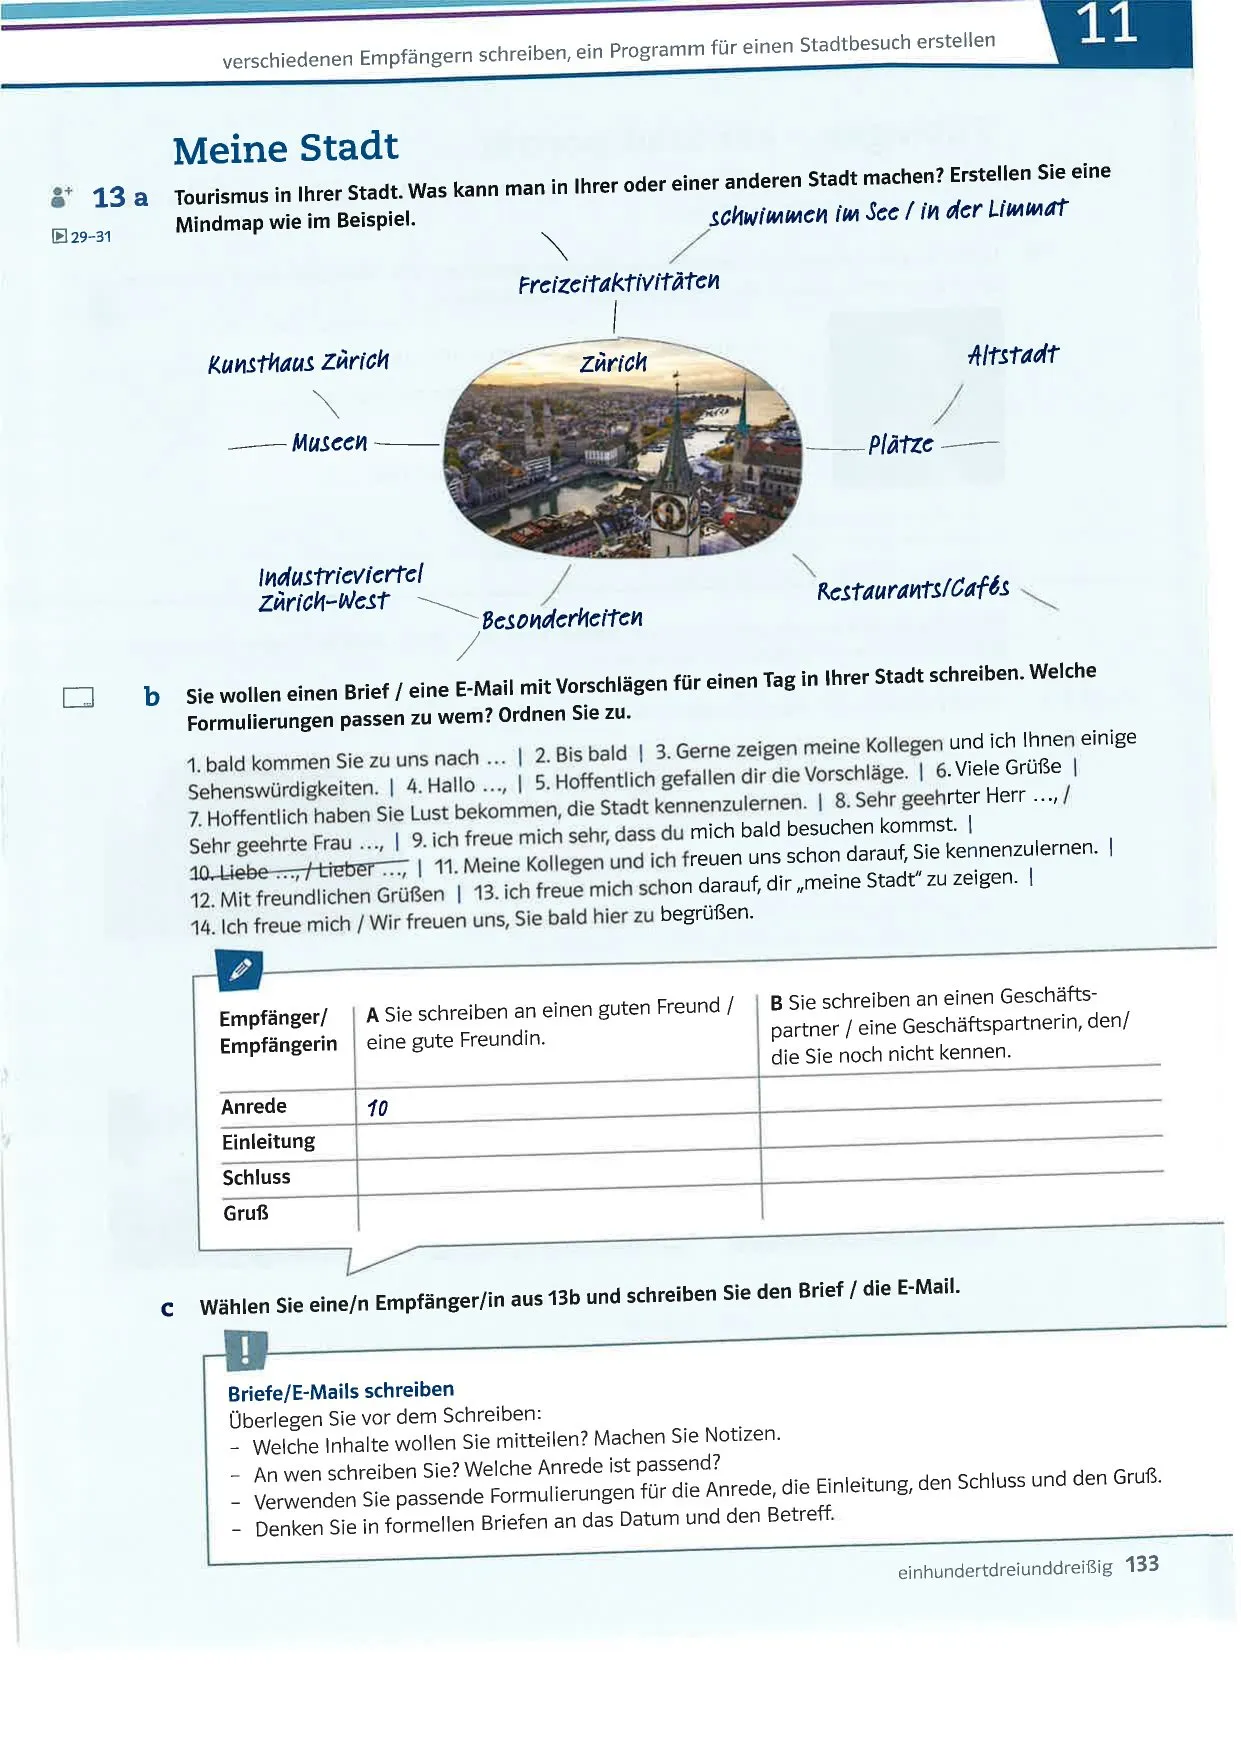 verschiedenen Empfängern schreiben, ein Programm für einen Stadtbesuch erstellen
11
Meine Stadt
13 a Tourismus in Ihrer Stadt. Was kann man in Ihrer oder einer anderen Stadt machen? Erstellen Sie eine
Mindmap wie im Beispiel.
29–31
schwimmen im See / in der Limmat
Freizeitaktivitäten
Kunsthaus Zürich
Zürich
Altstadt
Museen
Plätze
Industrieviertel
Zürich-West
Restaurants/Cafés
Besonderheiten
b Sie wollen einen Brief / eine E-Mail mit Vorschlägen für einen Tag in Ihrer Stadt schreiben. Welche
Formulierungen passen zu wem? Ordnen Sie zu.
1. bald kommen Sie zu uns nach … | 2. Bis bald | 3. Gerne zeigen meine Kollegen und ich Ihnen einige
Sehenswürdigkeiten. | 4. Hallo …, | 5. Hoffentlich gefallen dir die Vorschläge. | 6. Viele Grüße |
7. Hoffentlich haben Sie Lust bekommen, die Stadt kennenzulernen. | 8. Sehr geehrter Herr …, /
Sehr geehrte Frau …, | 9. ich freue mich sehr, dass du mich bald besuchen kommst. |
10. Liebe …, / Lieber …, | 11. Meine Kollegen und ich freuen uns schon darauf, Sie kennenzulernen. |
12. Mit freundlichen Grüßen | 13. ich freue mich schon darauf, dir „meine Stadt“ zu zeigen. |
14. Ich freue mich / Wir freuen uns, Sie bald hier zu begrüßen.
Empfänger/
Empfängerin
A Sie schreiben an einen guten Freund /
eine gute Freundin.
B Sie schreiben an einen Geschäfts-
partner / eine Geschäftspartnerin, den/
die Sie noch nicht kennen.
Anrede 10
Einleitung
Schluss
Gruß
c Wählen Sie eine/n Empfänger/in aus 13b und schreiben Sie den Brief / die E-Mail.
!
Briefe/E-Mails schreiben
Überlegen Sie vor dem Schreiben:
– Welche Inhalte wollen Sie mitteilen? Machen Sie Notizen.
– An wen schreiben Sie? Welche Anrede ist passend?
– Verwenden Sie passende Formulierungen für die Anrede, die Einleitung, den Schluss und den Gruß.
– Denken Sie in formellen Briefen an das Datum und den Betreff.
einhundertdreiunddreißig 133